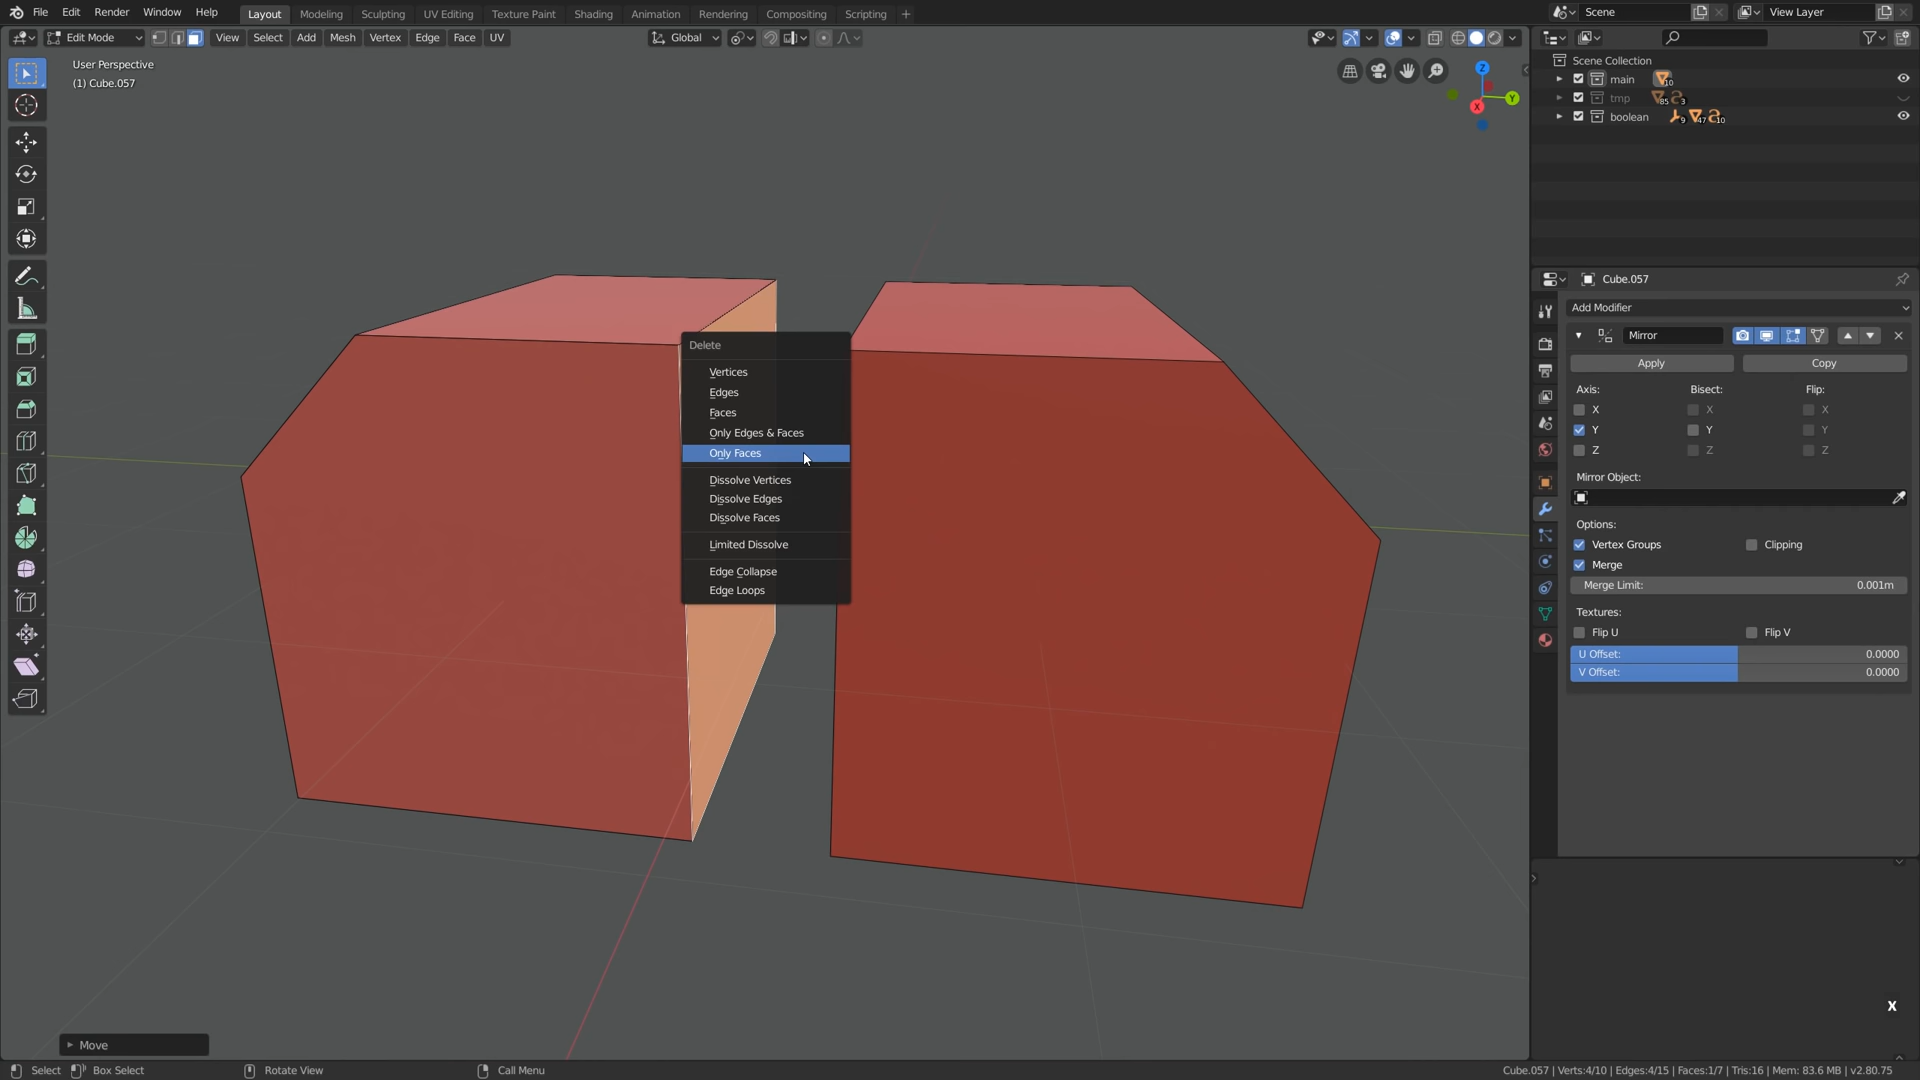 File Edit Render Window Help Layout Modeling Sculpting UV Editing Texture Paint Shading Animation Rendering Compositing Scripting + Scene View Layer
Edit Mode View Select Add Mesh Vertex Edge Face UV Global
User Perspective
(1) Cube.057
Z
Y
X
Scene Collection
main 10
tmp 85 3
boolean 9 47 10
Cube.057
Add Modifier
Mirror
Apply Copy
Axis: Bisect: Flip:
X X X
Y Y Y
Z Z Z
Mirror Object:
Options:
Vertex Groups Clipping
Merge
Merge Limit: 0.001m
Textures:
Flip U Flip V
U Offset: 0.0000
V Offset: 0.0000
Delete
Vertices
Edges
Faces
Only Edges & Faces
Only Faces
Dissolve Vertices
Dissolve Edges
Dissolve Faces
Limited Dissolve
Edge Collapse
Edge Loops
X
Move
Select Box Select Rotate View Call Menu Cube.057 | Verts:4/10 | Edges:4/15 | Faces:1/7 | Tris:16 | Mem: 83.6 MB | v2.80.75